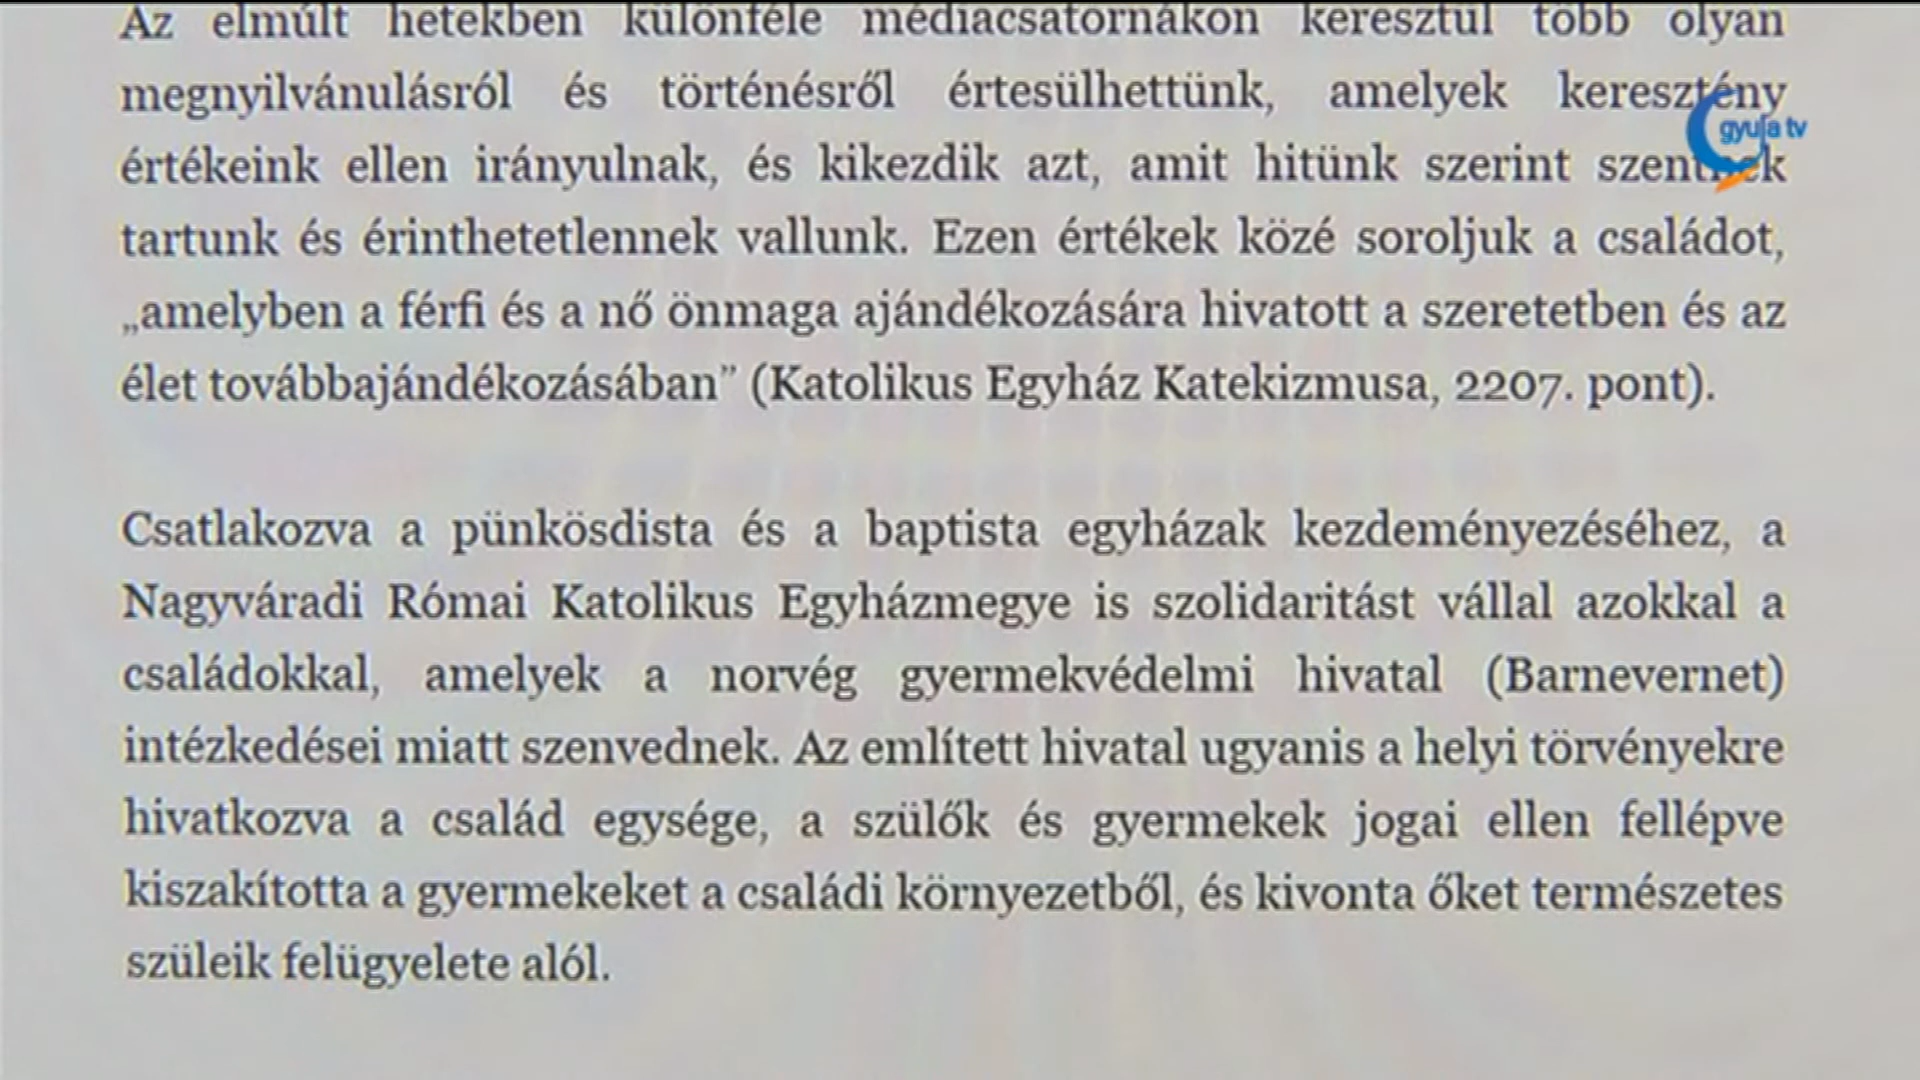 Az elmúlt hetekben különféle médiacsatornákon keresztül több olyan
megnyilvánulásról és történésről értesülhettünk, amelyek keresztény
értékeink ellen irányulnak, és kikezdik azt, amit hitünk szerint szentnek
tartunk és érinthetetlennek vallunk. Ezen értékek közé soroljuk a családot,
„amelyben a férfi és a nő önmaga ajándékozására hivatott a szeretetben és az
élet továbbajándékozásában” (Katolikus Egyház Katekizmusa, 2207. pont).
Csatlakozva a pünkösdista és a baptista egyházak kezdeményezéséhez, a
Nagyváradi Római Katolikus Egyházmegye is szolidaritást vállal azokkal a
családokkal, amelyek a norvég gyermekvédelmi hivatal (Barnevernet)
intézkedései miatt szenvednek. Az említett hivatal ugyanis a helyi törvényekre
hivatkozva a család egysége, a szülők és gyermekek jogai ellen fellépve
kiszakította a gyermekeket a családi környezetből, és kivonta őket természetes
szüleik felügyelete alól.
gyula tv